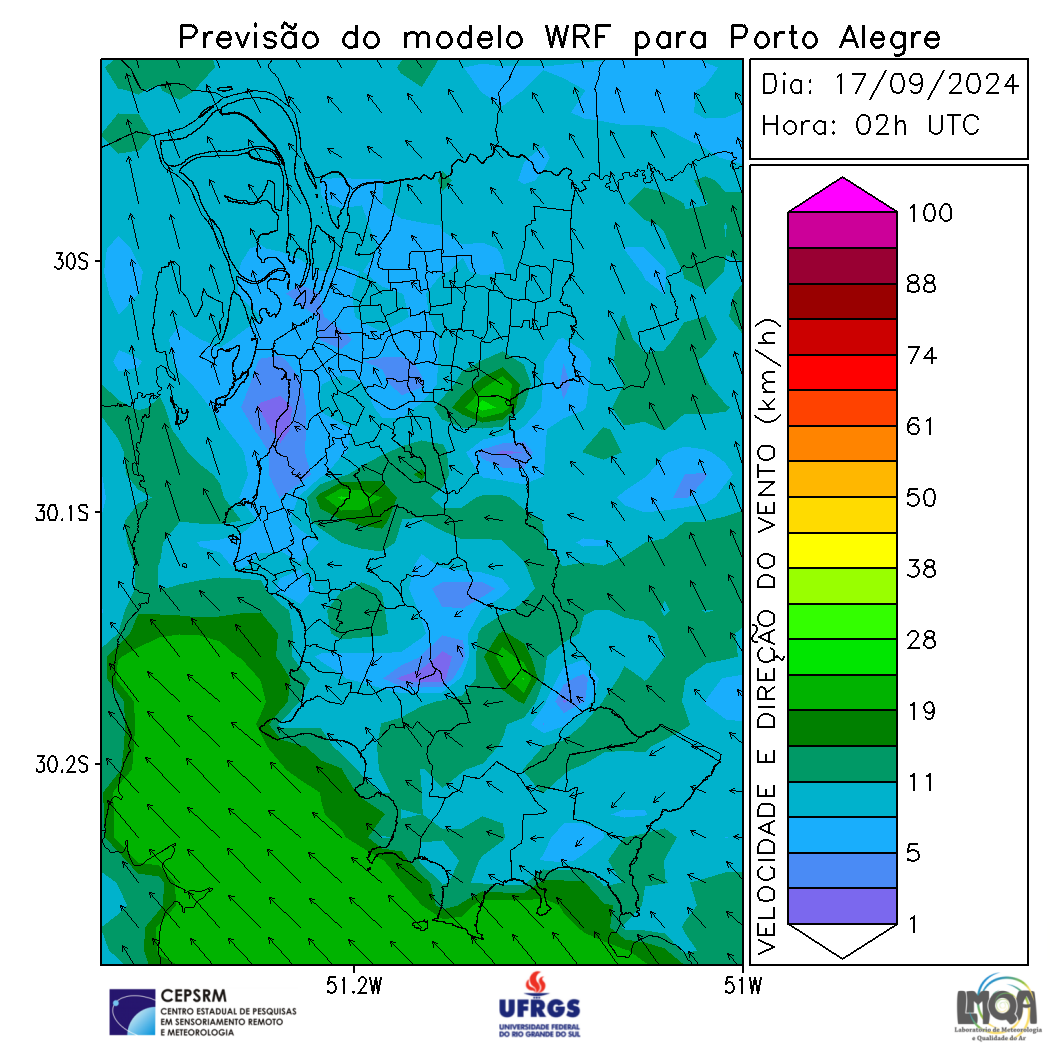 Previsão do modelo WRF para Porto Alegre
Dia: 17/09/2024
Hora: 02h UTC
30S
30.1S
30.2S
51.2W
51W
VELOCIDADE E DIREÇÃO DO VENTO (km/h)
100
88
74
61
50
38
28
19
11
5
1
CEPSRM
CENTRO ESTADUAL DE PESQUISAS
EM SENSORIAMENTO REMOTO
E METEOROLOGIA
UFRGS
UNIVERSIDADE FEDERAL
DO RIO GRANDE DO SUL
LMQA
Laboratório de Meteorologia
e Qualidade do Ar